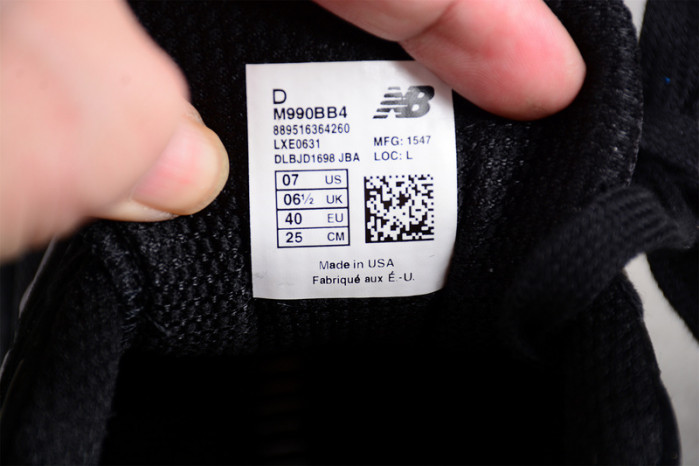 D
M990BB4
NB
889516364260
LXE0631
MFG: 1547
DLBJD1698 JBA
LOC: L
07 US
06½ UK
40 EU
25 CM
Made in USA
Fabriqué aux É.-U.